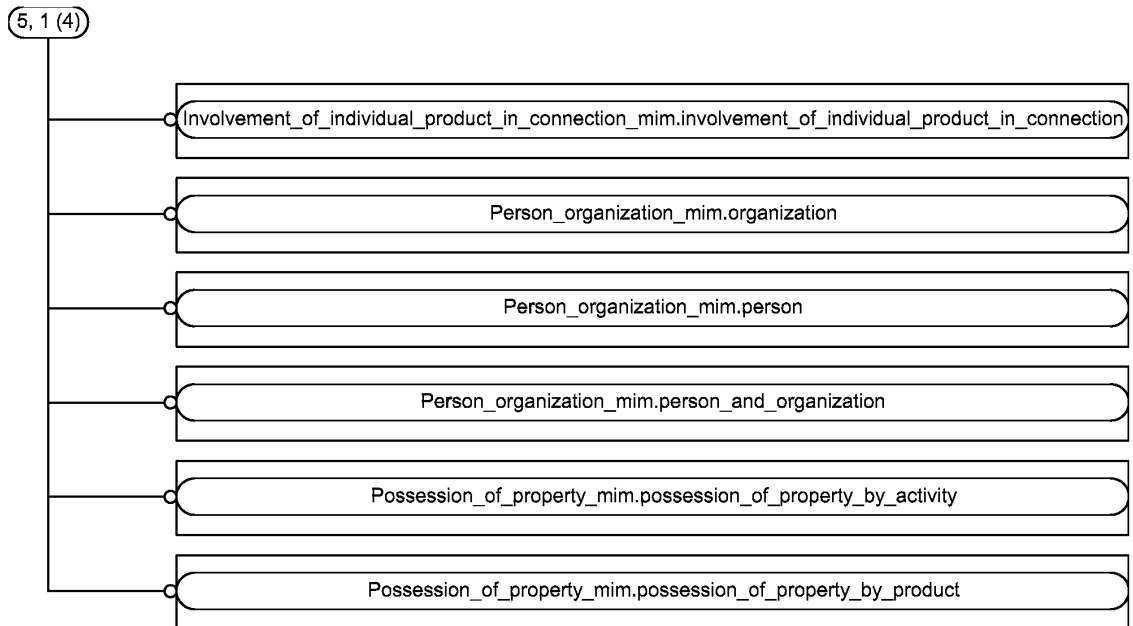 5, 1 (4)
Involvement_of_individual_product_in_connection_mim.involvement_of_individual_product_in_connection
Person_organization_mim.organization
Person_organization_mim.person
Person_organization_mim.person_and_organization
Possession_of_property_mim.possession_of_property_by_activity
Possession_of_property_mim.possession_of_property_by_product